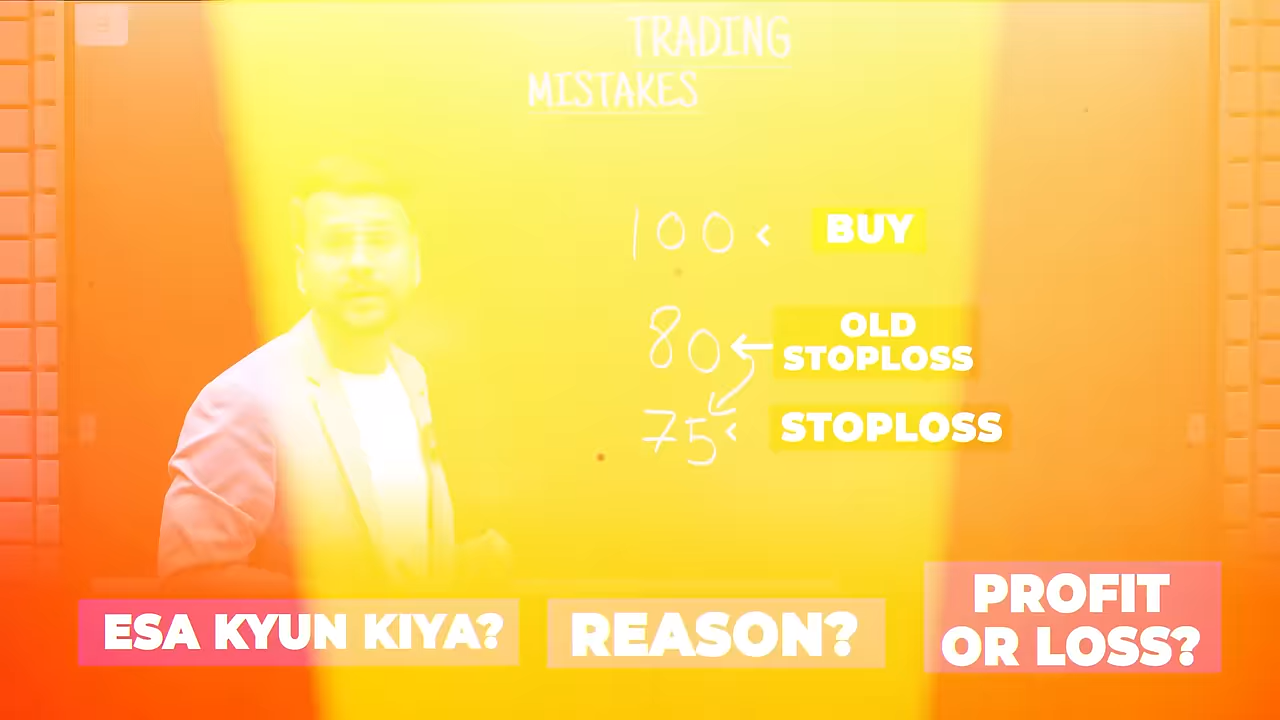 TRADING
MISTAKES
100 < BUY
80 ← OLD
STOPLOSS
75 < STOPLOSS
ESA KYUN KIYA?
REASON?
PROFIT
OR LOSS?